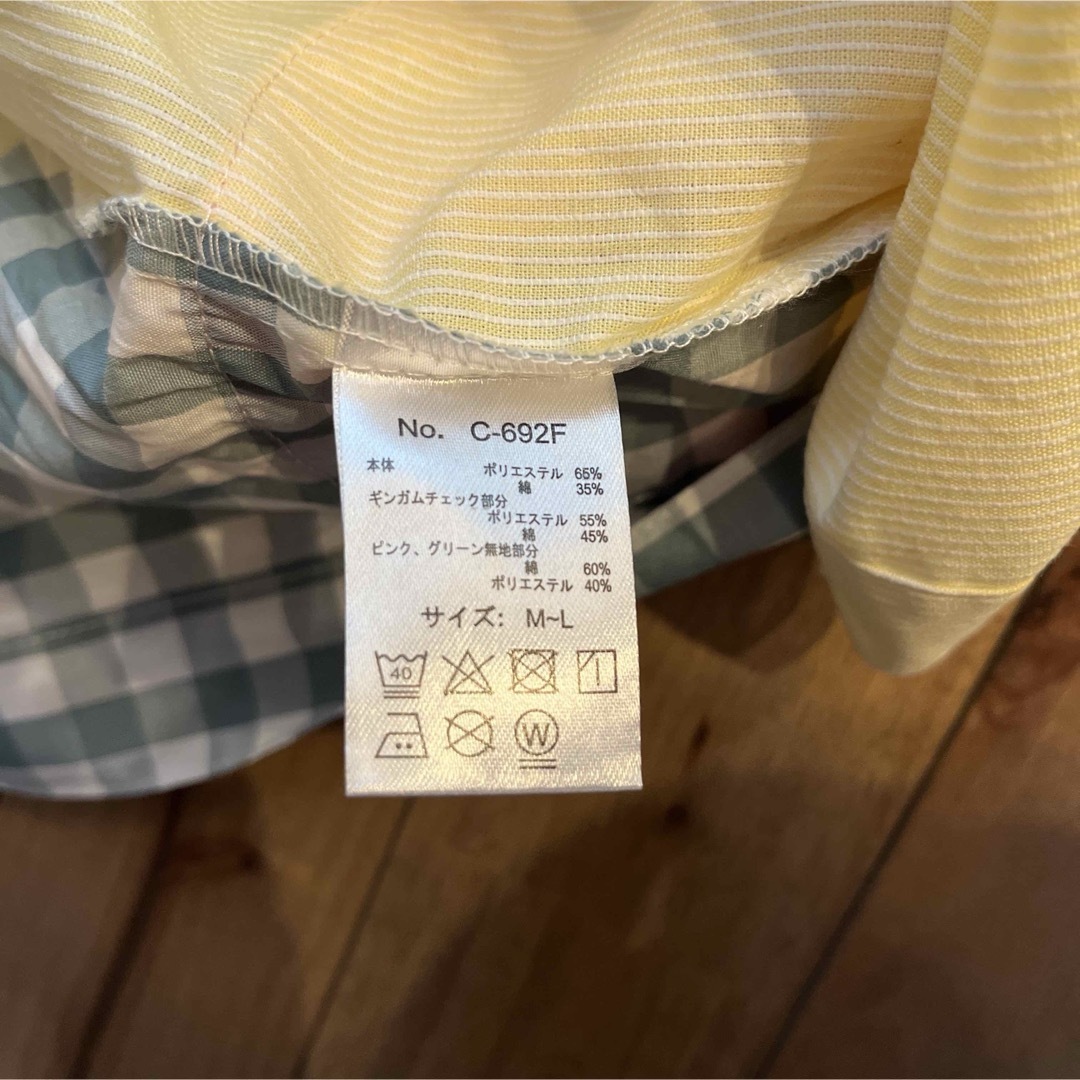 No. C-692F
本体 ポリエステル 65%
綿 35%
ギンガムチェック部分
ポリエステル 55%
綿 45%
ピンク、グリーン無地部分
綿 60%
ポリエステル 40%
サイズ: M~L
40
W